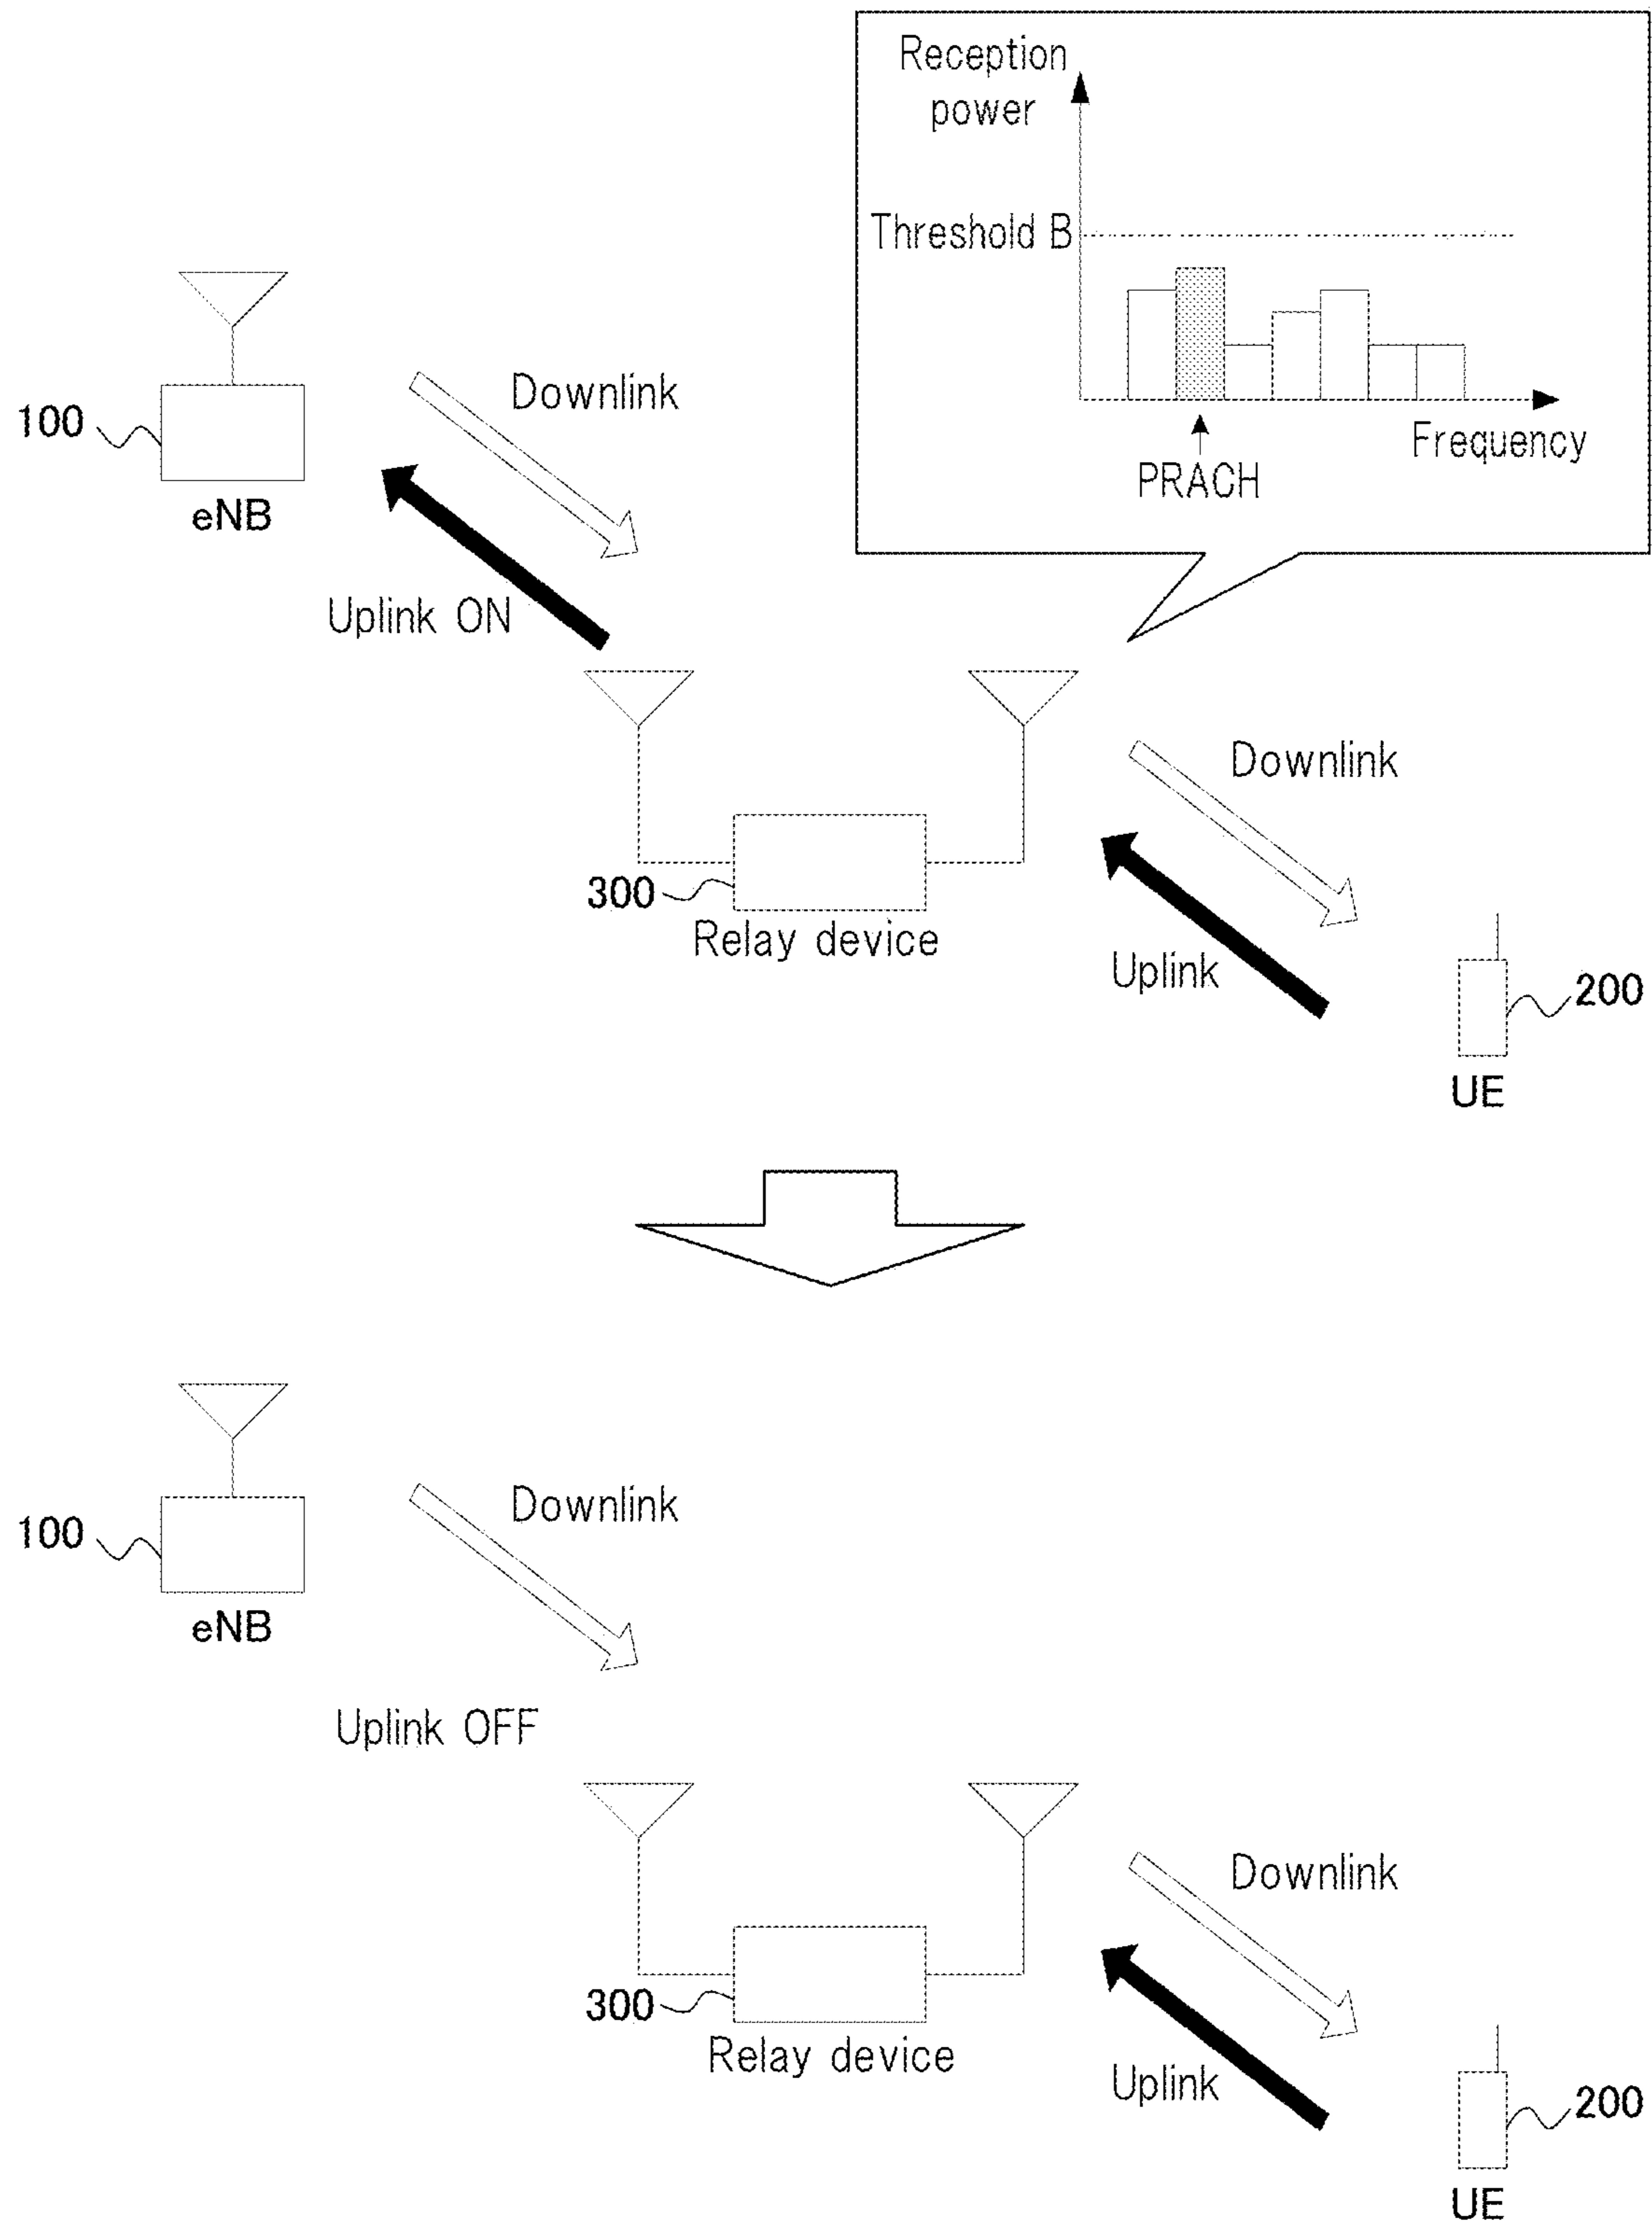 Reception
power
Threshold B
Frequency
PRACH
100
eNB
Downlink
Uplink ON
300
Relay device
Downlink
Uplink
200
UE
100
eNB
Downlink
Uplink OFF
300
Relay device
Downlink
Uplink
200
UE